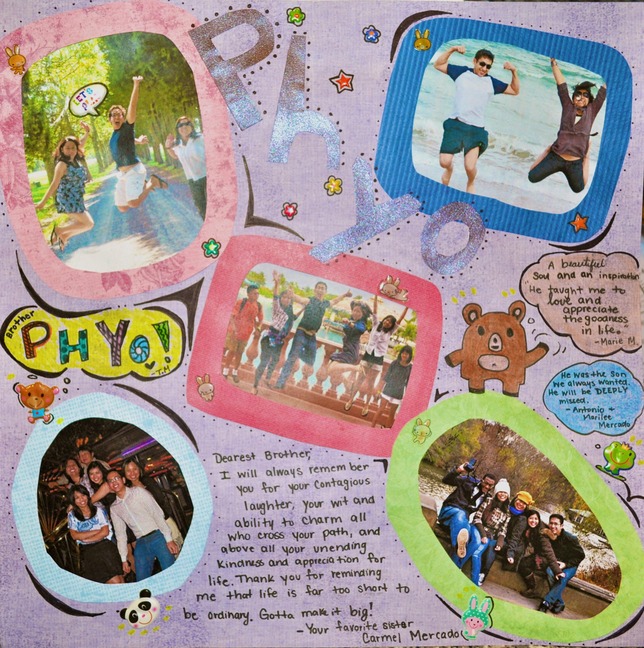 Phyo
LET'S
Brother
PHYo!
-T.M
A beautiful
Soul and an inspiration
"He taught me to
love and
appreciate
the goodness
in life."
-Marie M.
He was the Son
We always wanted.
He will be DEEPLY
missed.
- Antonio +
Marilee
Mercado
Dearest Brother,
I will always remember
you for your contagious
laughter, your wit and
ability to charm all
who cross your path, and
above all your unending
kindness and appreciation for
life. Thank you for reminding
me that life is far too short to
be ordinary. Gotta make it big!
-Your favorite sister
Carmel Mercado